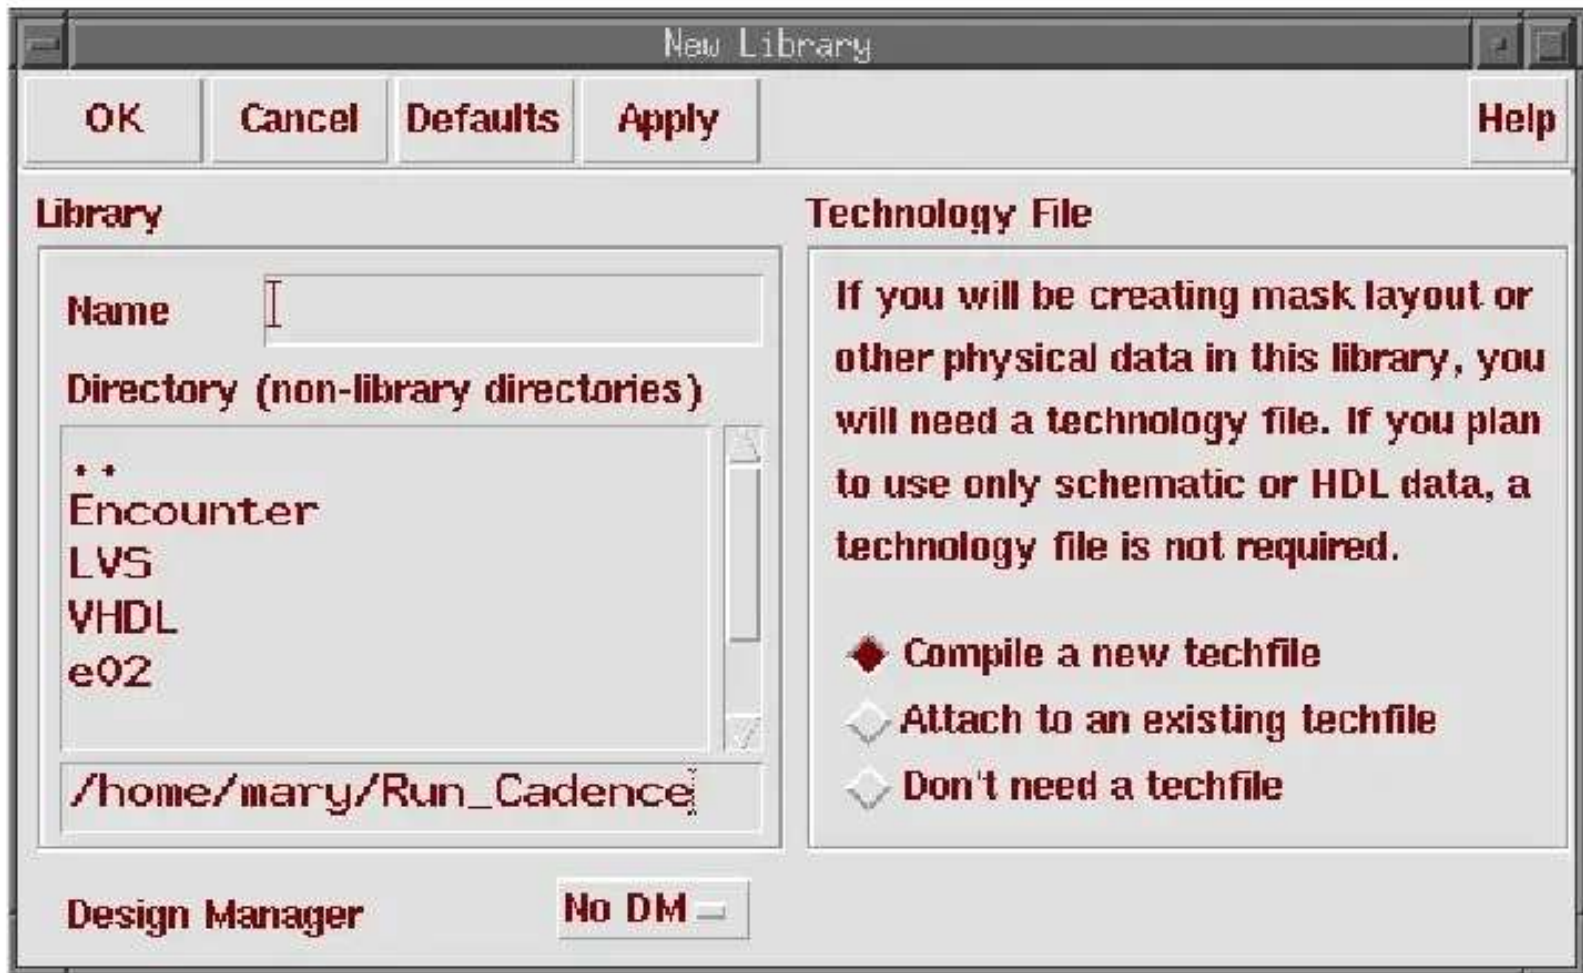 New Library
OK Cancel Defaults Apply Help
Library
Name
Directory (non-library directories)
..
Encounter
LVS
VHDL
e02
/home/mary/Run_Cadence
Design Manager No DM
Technology File
If you will be creating mask layout or
other physical data in this library, you
will need a technology file. If you plan
to use only schematic or HDL data, a
technology file is not required.
Compile a new techfile
Attach to an existing techfile
Don't need a techfile